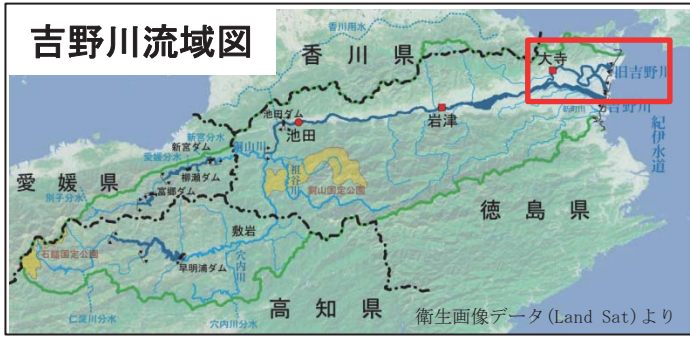 吉野川流域図
香川用水
香川県
大寺
旧吉野川
池田ダム
池田
岩津
吉野川
紀伊水道
新宮分水
新宮ダム
銅山川
愛媛分水
柳瀬ダム
富郷ダム
別子分水
愛媛県
祖谷川
剣山国定公園
徳島県
敷岩
穴内川
石鎚国定公園
早明浦ダム
高知県
仁淀川分水
穴内川分水
衛生画像データ(Land Sat)より